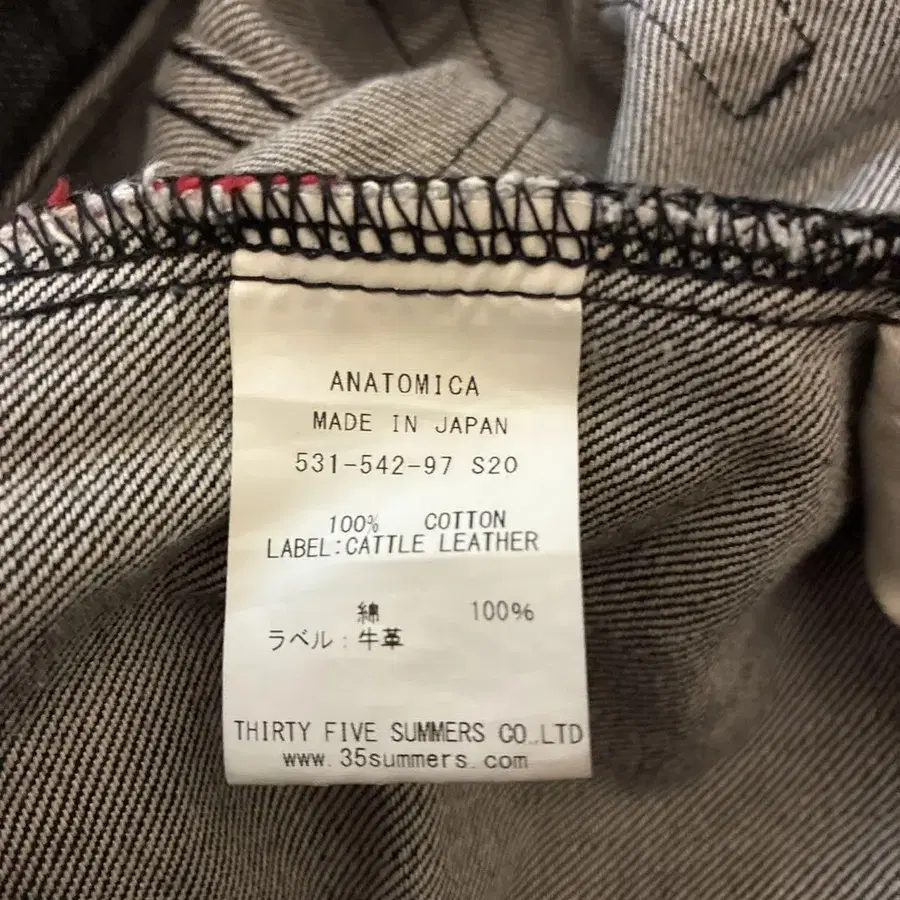 ANATOMICA
MADE IN JAPAN
531-542-97 S20
100% COTTON
LABEL:CATTLE LEATHER
綿 100%
ラベル:牛革
THIRTY FIVE SUMMERS CO.,LTD
www.35summers.com